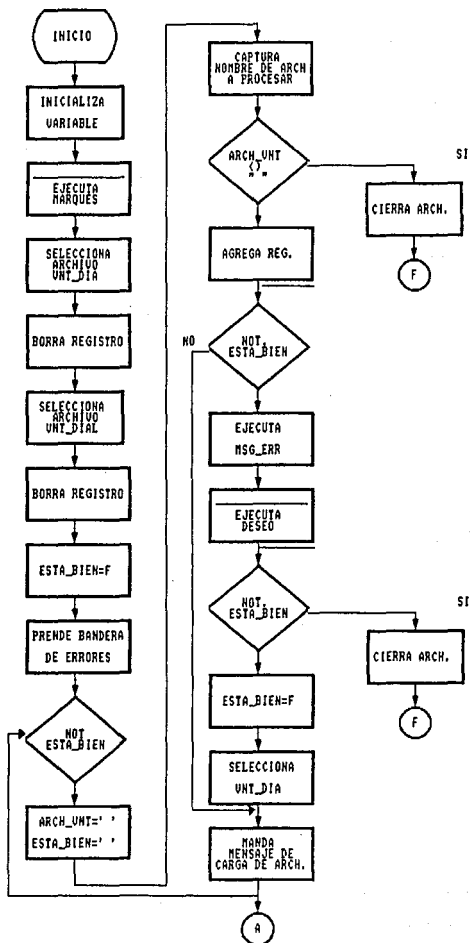 INICIO
INICIALIZA
VARIABLE
EJECUTA
MARQUES
SELECCIONA
ARCHIVO
VNT_DIA
BORRA REGISTRO
SELECCIONA
ARCHIVO
VNT_DIAL
BORRA REGISTRO
ESTA_BIEN=F
PRENDE BANDERA
DE ERRORES
NOT
ESTA_BIEN
ARCH_VNT=' '
ESTA_BIEN=' '
CAPTURA
NOMBRE DE ARCH
A PROCESAR
ARCH_VNT
<>
" "
SI
CIERRA ARCH.
F
AGREGA REG.
NO
NOT.
ESTA_BIEN
EJECUTA
MSG_ERR
EJECUTA
DESEO
NOT.
ESTA_BIEN
SI
CIERRA ARCH.
F
ESTA_BIEN=F
SELECCIONA
VNT_DIA
MANDA
MENSAJE DE
CARGA DE ARCH.
A